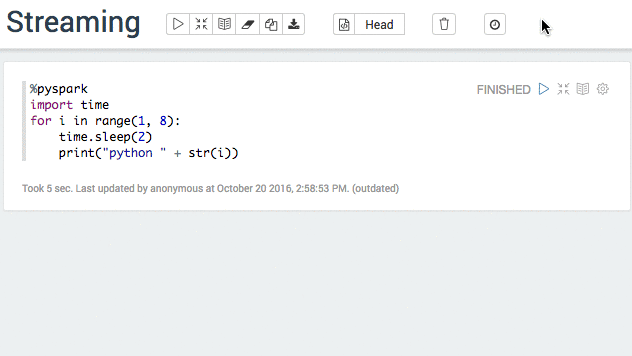 Streaming
Head
%pyspark
FINISHED
import time
for i in range(1, 8):
    time.sleep(2)
    print("python " + str(i))
Took 5 sec. Last updated by anonymous at October 20 2016, 2:58:53 PM. (outdated)